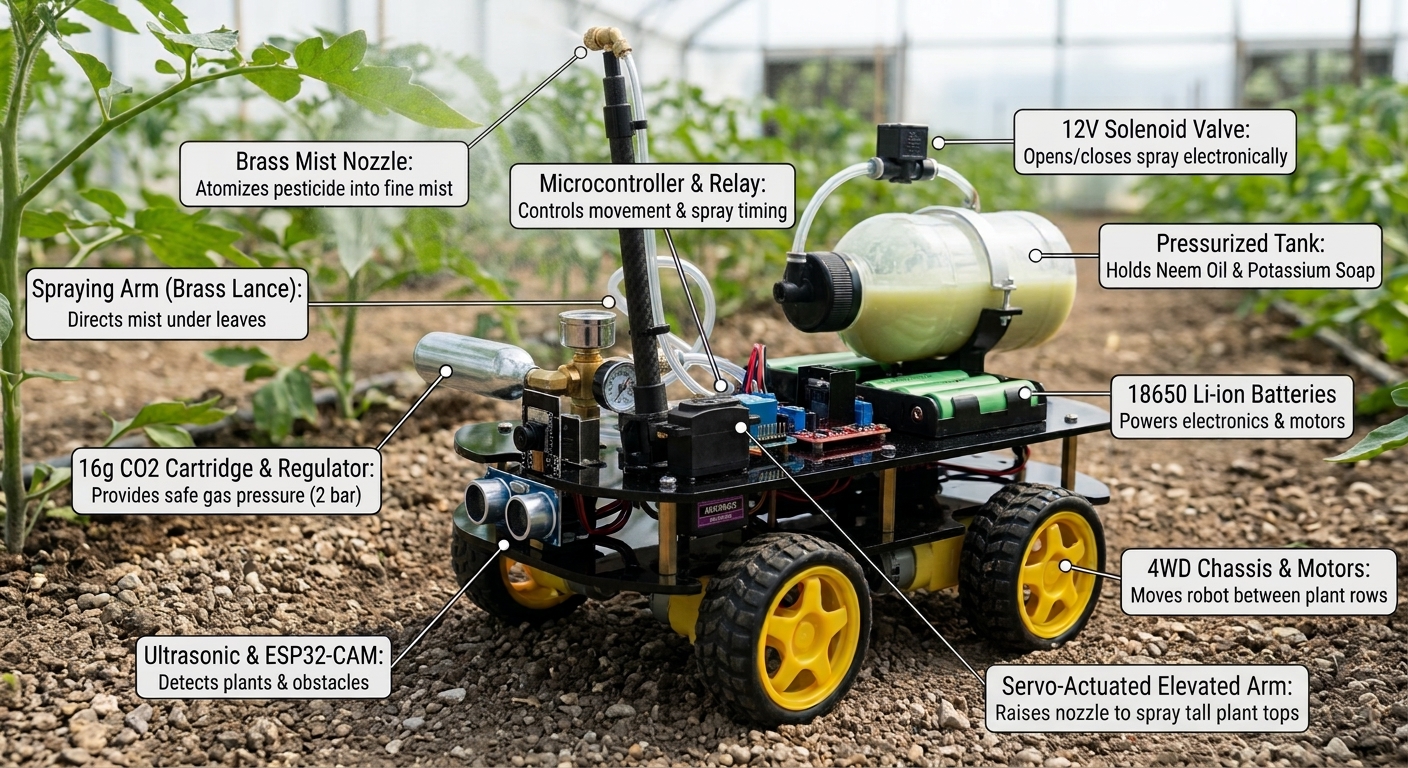 Brass Mist Nozzle:
Atomizes pesticide into fine mist
Microcontroller & Relay:
Controls movement & spray timing
12V Solenoid Valve:
Opens/closes spray electronically
Pressurized Tank:
Holds Neem Oil & Potassium Soap
Spraying Arm (Brass Lance):
Directs mist under leaves
18650 Li-ion Batteries
Powers electronics & motors
16g CO2 Cartridge & Regulator:
Provides safe gas pressure (2 bar)
4WD Chassis & Motors:
Moves robot between plant rows
Ultrasonic & ESP32-CAM:
Detects plants & obstacles
Servo-Actuated Elevated Arm:
Raises nozzle to spray tall plant tops